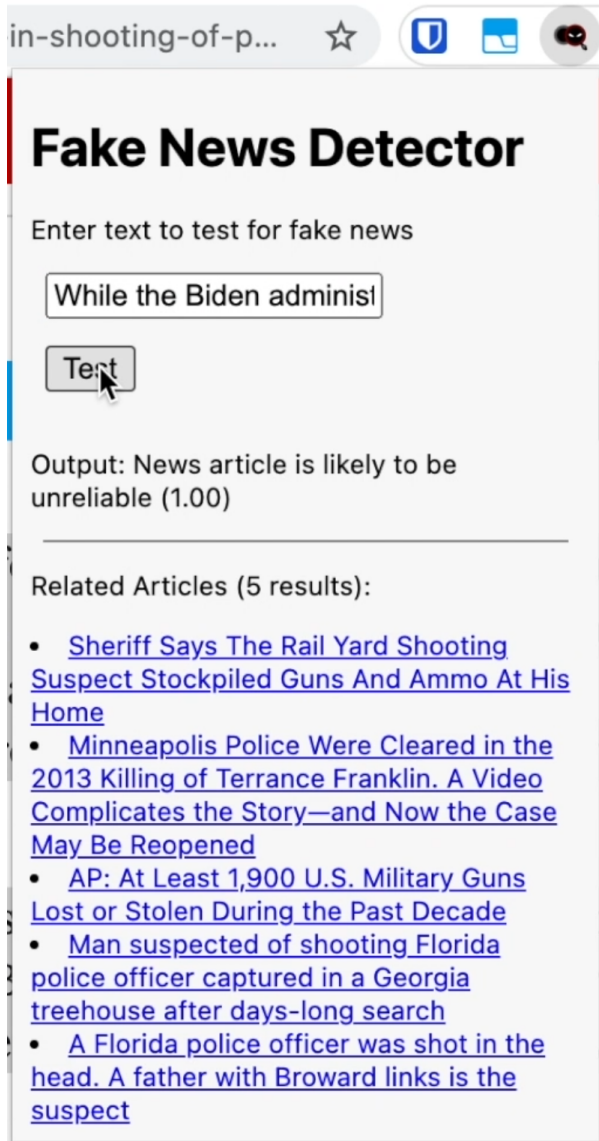 in-shooting-of-p...
Fake News Detector
Enter text to test for fake news
While the Biden administ
Test
Output: News article is likely to be
unreliable (1.00)
Related Articles (5 results):
• Sheriff Says The Rail Yard Shooting
Suspect Stockpiled Guns And Ammo At His
Home
• Minneapolis Police Were Cleared in the
2013 Killing of Terrance Franklin. A Video
Complicates the Story—and Now the Case
May Be Reopened
• AP: At Least 1,900 U.S. Military Guns
Lost or Stolen During the Past Decade
• Man suspected of shooting Florida
police officer captured in a Georgia
treehouse after days-long search
• A Florida police officer was shot in the
head. A father with Broward links is the
suspect